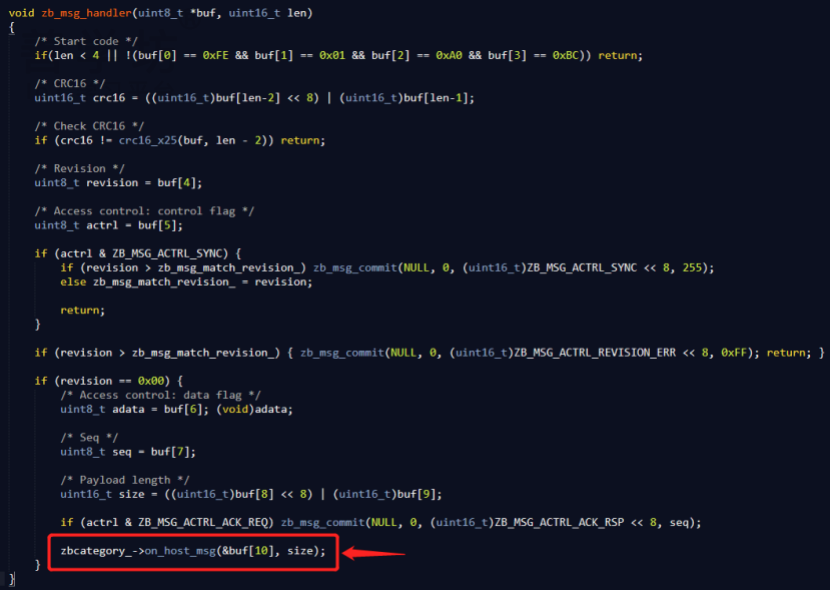 void zb_msg_handler(uint8_t *buf, uint16_t len)
{
/* Start code */
if(len < 4 || !(buf[0] == 0xFE && buf[1] == 0x01 && buf[2] == 0xA0 && buf[3] == 0xBC)) return;
/* CRC16 */
uint16_t crc16 = ((uint16_t)buf[len-2] << 8) | (uint16_t)buf[len-1];
/* Check CRC16 */
if (crc16 != crc16_x25(buf, len - 2)) return;
/* Revision */
uint8_t revision = buf[4];
/* Access control: control flag */
uint8_t actrl = buf[5];
if (actrl & ZB_MSG_ACTRL_SYNC) {
if (revision > zb_msg_match_revision_) zb_msg_commit(NULL, 0, (uint16_t)ZB_MSG_ACTRL_SYNC << 8, 255);
else zb_msg_match_revision_ = revision;
return;
}
if (revision > zb_msg_match_revision_) { zb_msg_commit(NULL, 0, (uint16_t)ZB_MSG_ACTRL_REVISION_ERR << 8, 0xFF); return; }
if (revision == 0x00) {
/* Access control: data flag */
uint8_t adata = buf[6]; (void)adata;
/* Seq */
uint8_t seq = buf[7];
/* Payload length */
uint16_t size = ((uint16_t)buf[8] << 8) | (uint16_t)buf[9];
if (actrl & ZB_MSG_ACTRL_ACK_REQ) zb_msg_commit(NULL, 0, (uint16_t)ZB_MSG_ACTRL_ACK_RSP << 8, seq);
zbcategory_->on_host_msg(&buf[10], size);
}
}